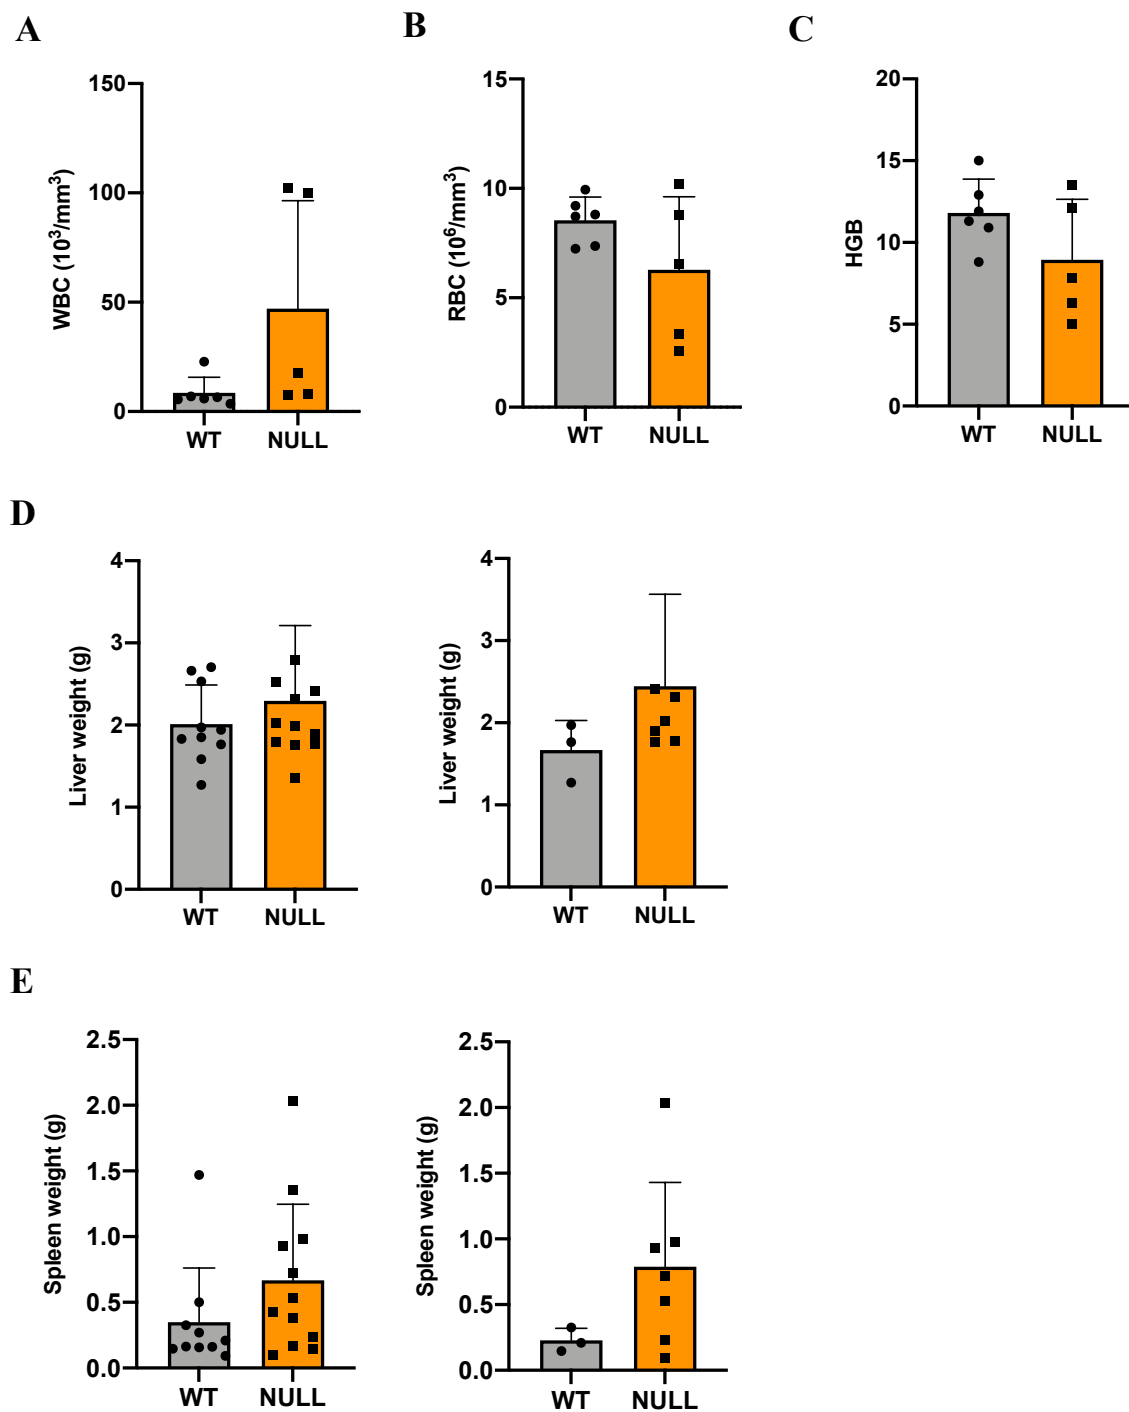 A
B
C
WBC (10³/mm³)
150
100
50
0
WT
NULL
RBC (10⁶/mm³)
15
10
5
0
WT
NULL
HGB
20
15
10
5
0
WT
NULL
D
Liver weight (g)
4
3
2
1
0
WT
NULL
Liver weight (g)
4
3
2
1
0
WT
NULL
E
Spleen weight (g)
2.5
2.0
1.5
1.0
0.5
0.0
WT
NULL
Spleen weight (g)
2.5
2.0
1.5
1.0
0.5
0.0
WT
NULL